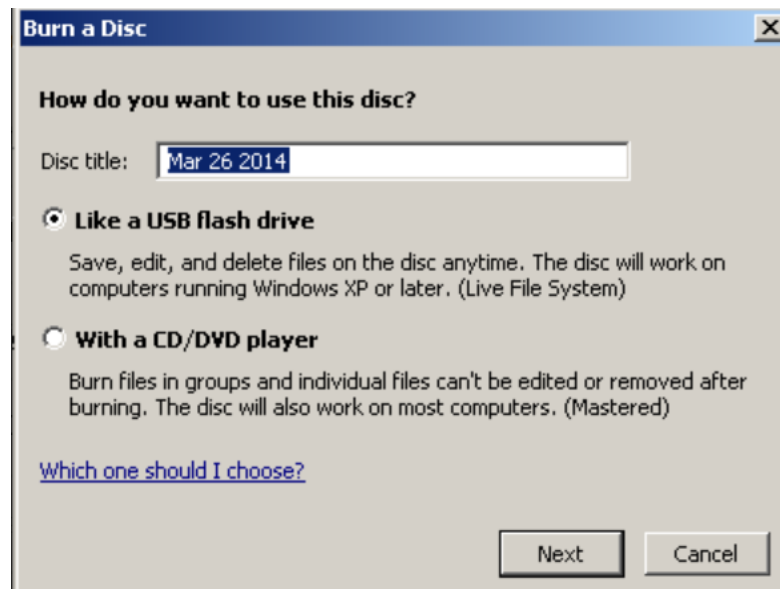 Burn a Disc
How do you want to use this disc?
Disc title: Mar 26 2014
Like a USB flash drive
Save, edit, and delete files on the disc anytime. The disc will work on
computers running Windows XP or later. (Live File System)
With a CD/DVD player
Burn files in groups and individual files can't be edited or removed after
burning. The disc will also work on most computers. (Mastered)
Which one should I choose?
Next Cancel